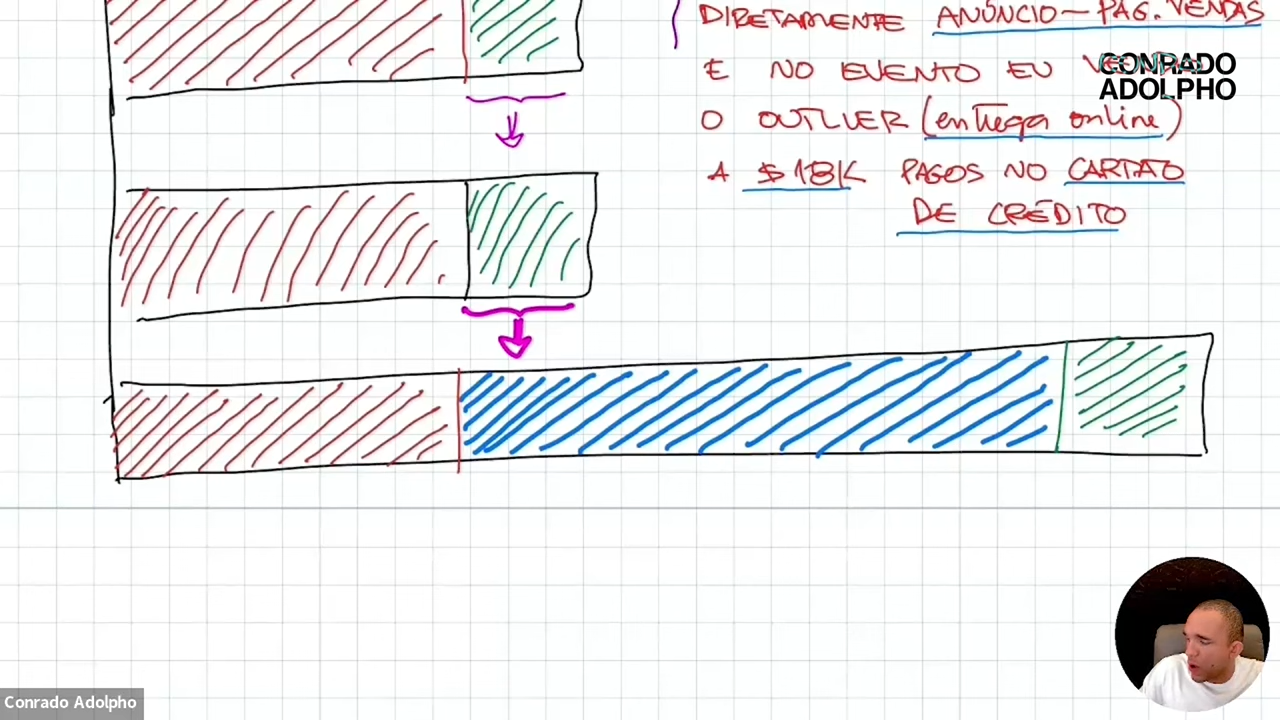 DIRETAMENTE ANÚNCIO — PÁG. VENDAS
E NO EVENTO EU VENDO
CONRADO
ADOLPHO
O OUTLIER (entrega online)
A $ 18K PAGOS NO CARTÃO
DE CRÉDITO
Conrado Adolpho